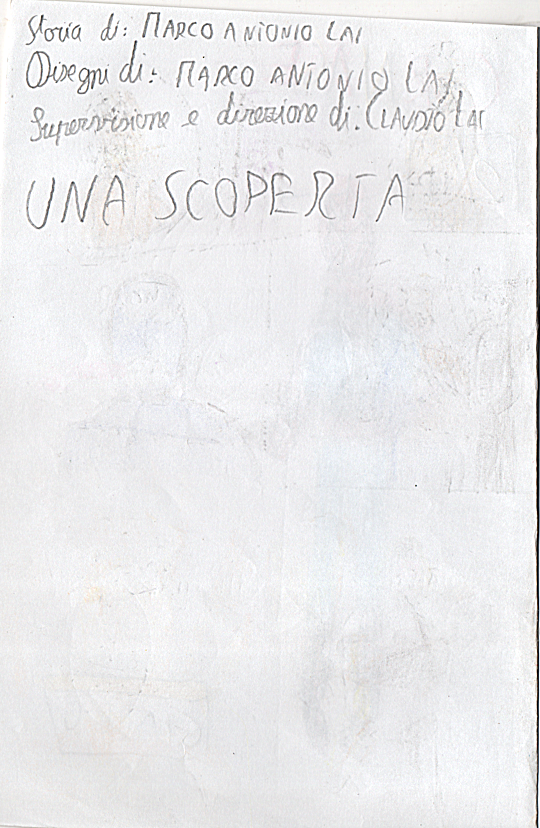 Storia di: MARCO ANTONIO LAI
Disegni di: MARCO ANTONIO LAI
Supervisione e direzione di: CLAUDIO LAI
UNA SCOPERTA